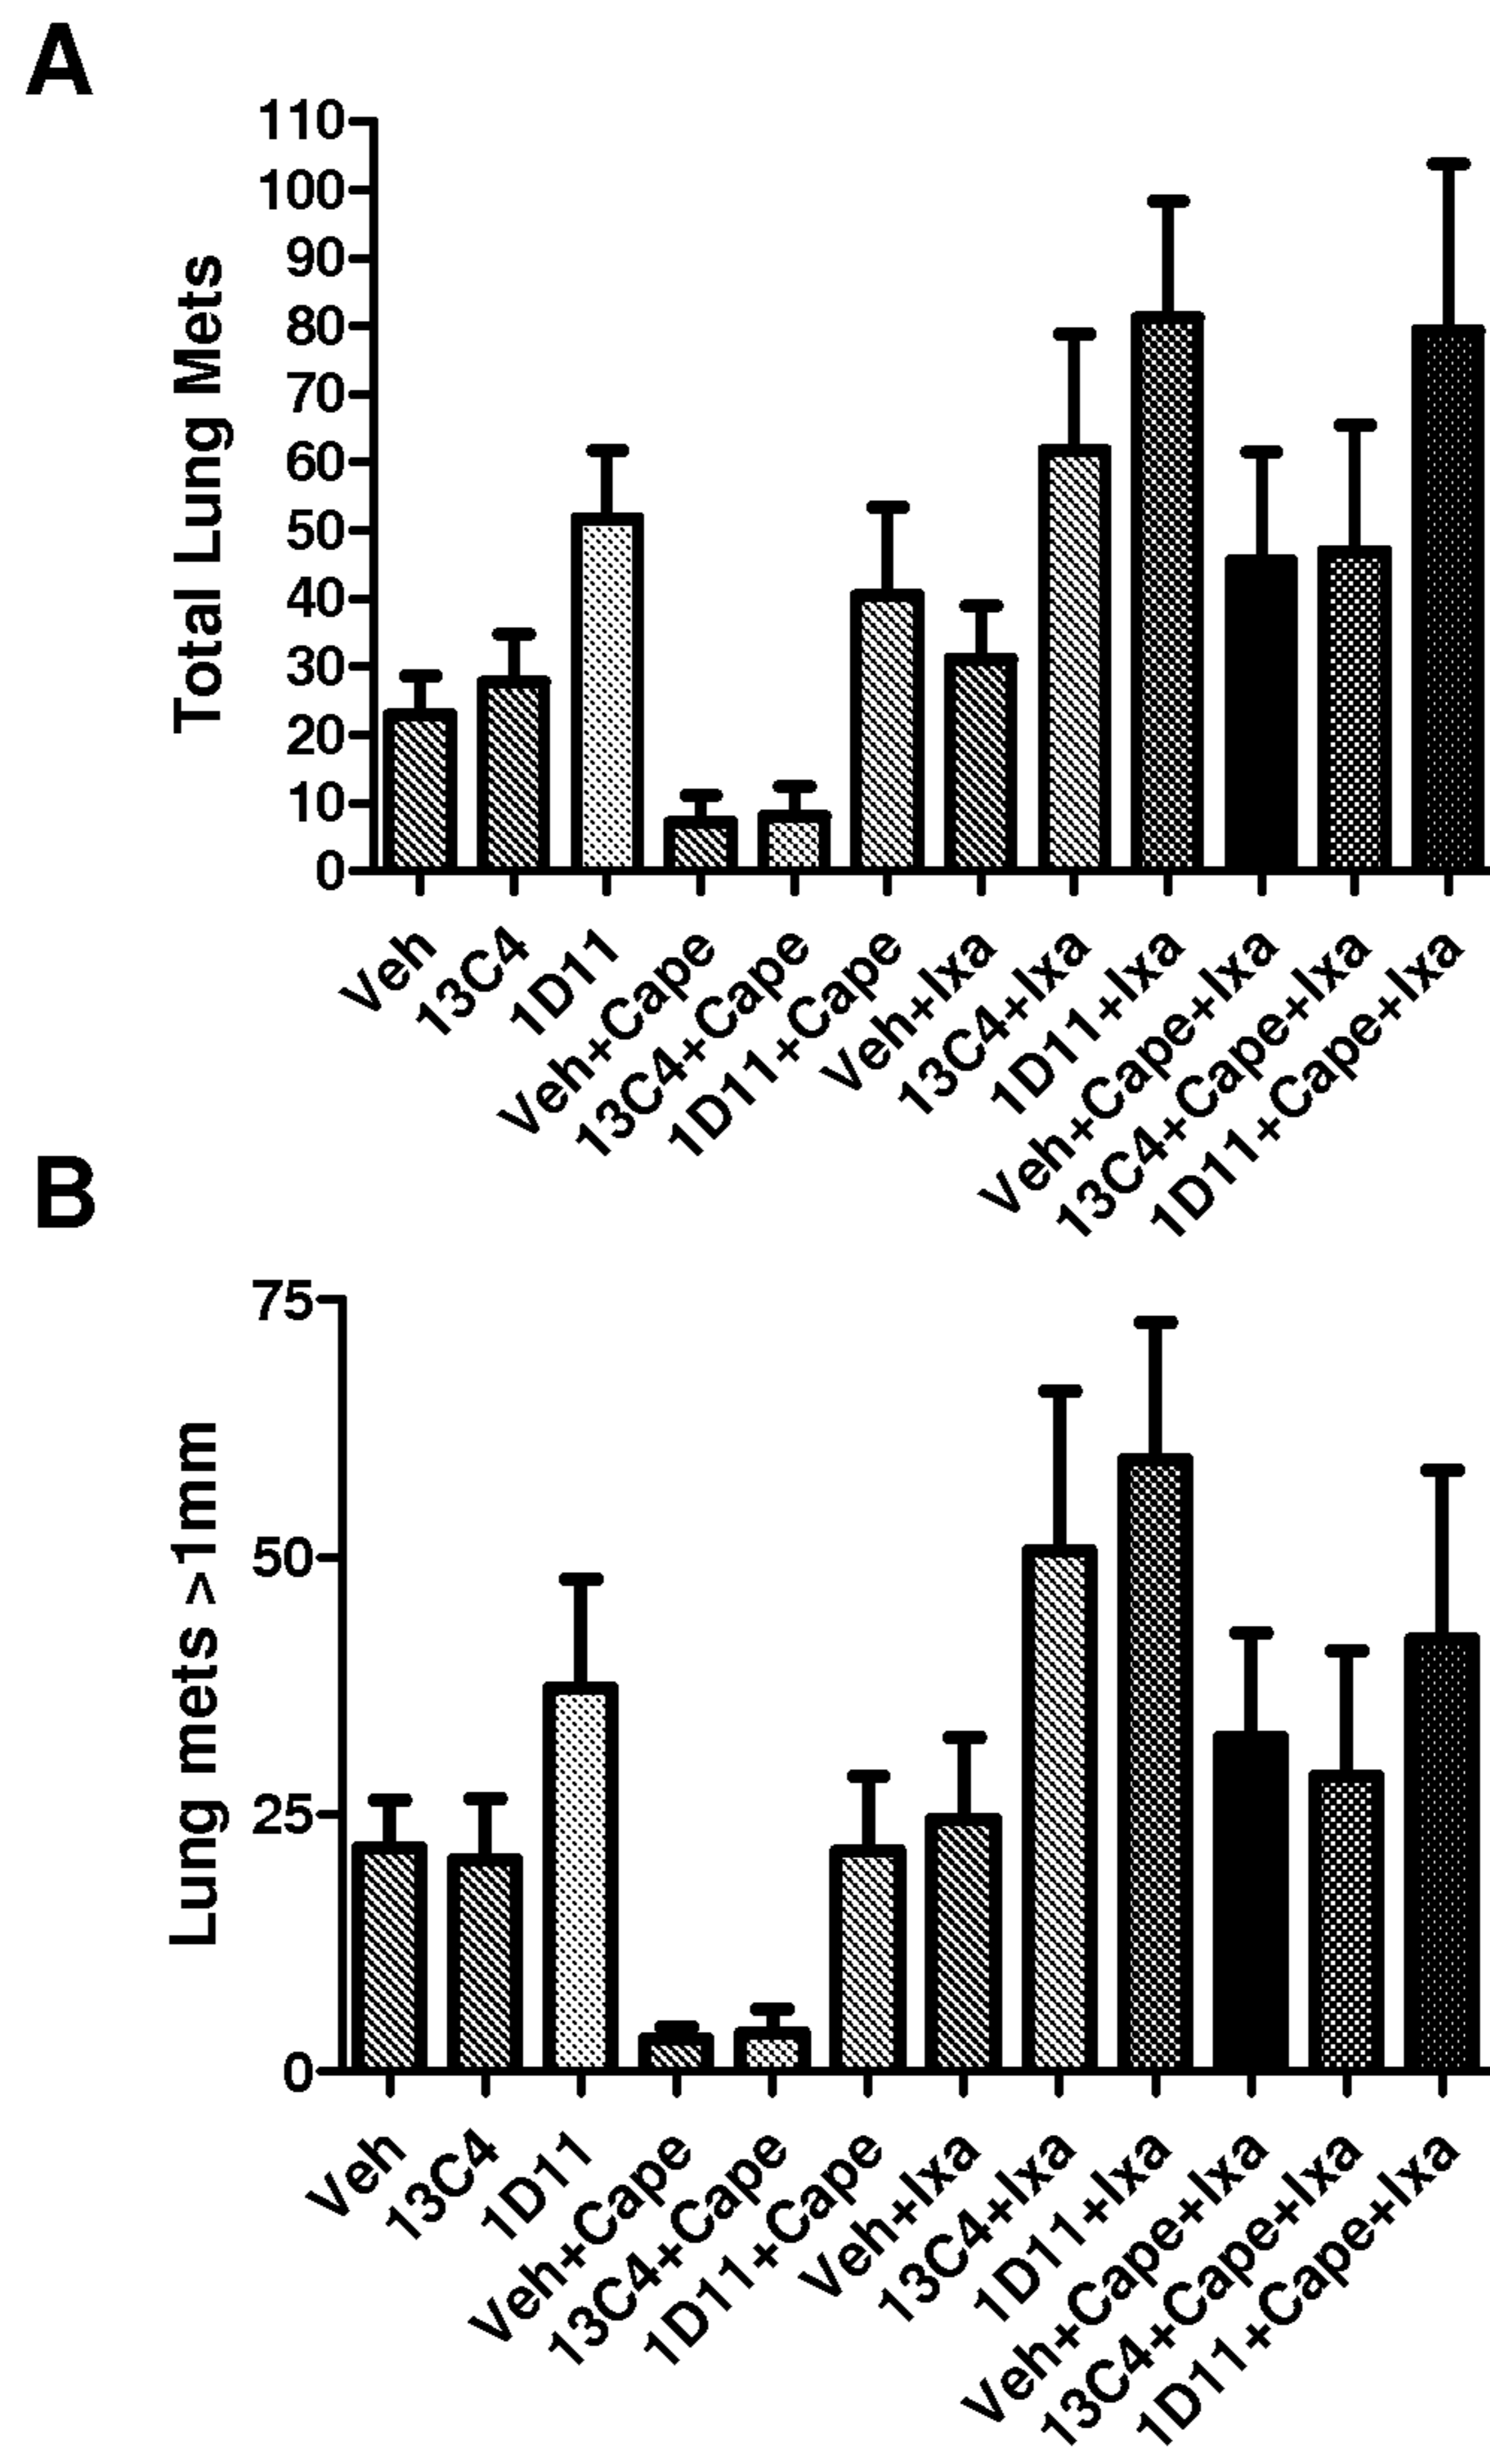 A
Total Lung Mets
110
100
90
80
70
60
50
40
30
20
10
0
Veh
13C4
1D11
Veh+Cape
13C4+Cape
1D11+Cape
Veh+Ixa
13C4+Ixa
1D11+Ixa
Veh+Cape+Ixa
13C4+Cape+Ixa
1D11+Cape+Ixa
B
Lung mets >1mm
75
50
25
0
Veh
13C4
1D11
Veh+Cape
13C4+Cape
1D11+Cape
Veh+Ixa
13C4+Ixa
1D11+Ixa
Veh+Cape+Ixa
13C4+Cape+Ixa
1D11+Cape+Ixa